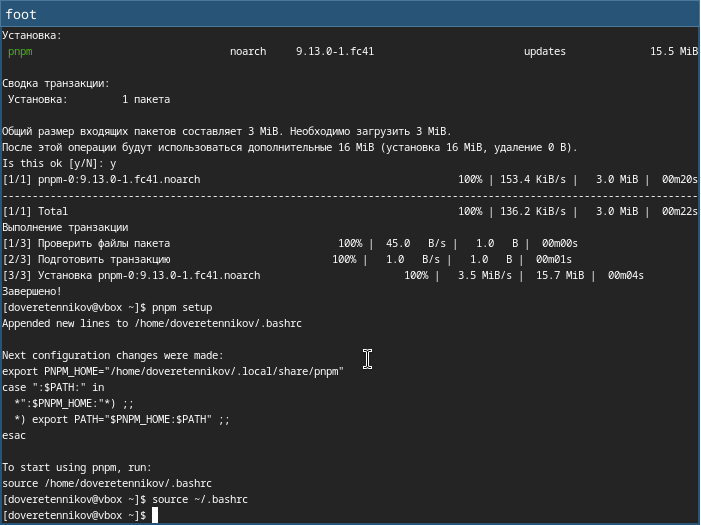 foot
Установка:
pnpm noarch 9.13.0-1.fc41 updates 15.5 MiB
Сводка транзакции:
Установка: 1 пакета
Общий размер входящих пакетов составляет 3 MiB. Необходимо загрузить 3 MiB.
После этой операции будут использоваться дополнительные 16 MiB (установка 16 MiB, удаление 0 B).
Is this ok [y/N]: y
[1/1] pnpm-0:9.13.0-1.fc41.noarch 100% | 153.4 KiB/s | 3.0 MiB | 00m20s
--------------------------------------------------------------------------------
[1/1] Total 100% | 136.2 KiB/s | 3.0 MiB | 00m22s
Выполнение транзакции
[1/3] Проверить файлы пакета 100% | 45.0 B/s | 1.0 B | 00m00s
[2/3] Подготовить транзакцию 100% | 1.0 B/s | 1.0 B | 00m01s
[3/3] Установка pnpm-0:9.13.0-1.fc41.noarch 100% | 3.5 MiB/s | 15.7 MiB | 00m04s
Завершено!
[doveretennikov@vbox ~]$ pnpm setup
Appended new lines to /home/doveretennikov/.bashrc
Next configuration changes were made:
export PNPM_HOME="/home/doveretennikov/.local/share/pnpm"
case ":$PATH:" in
*":$PNPM_HOME:"*) ;;
*) export PATH="$PNPM_HOME:$PATH" ;;
esac
To start using pnpm, run:
source /home/doveretennikov/.bashrc
[doveretennikov@vbox ~]$ source ~/.bashrc
[doveretennikov@vbox ~]$